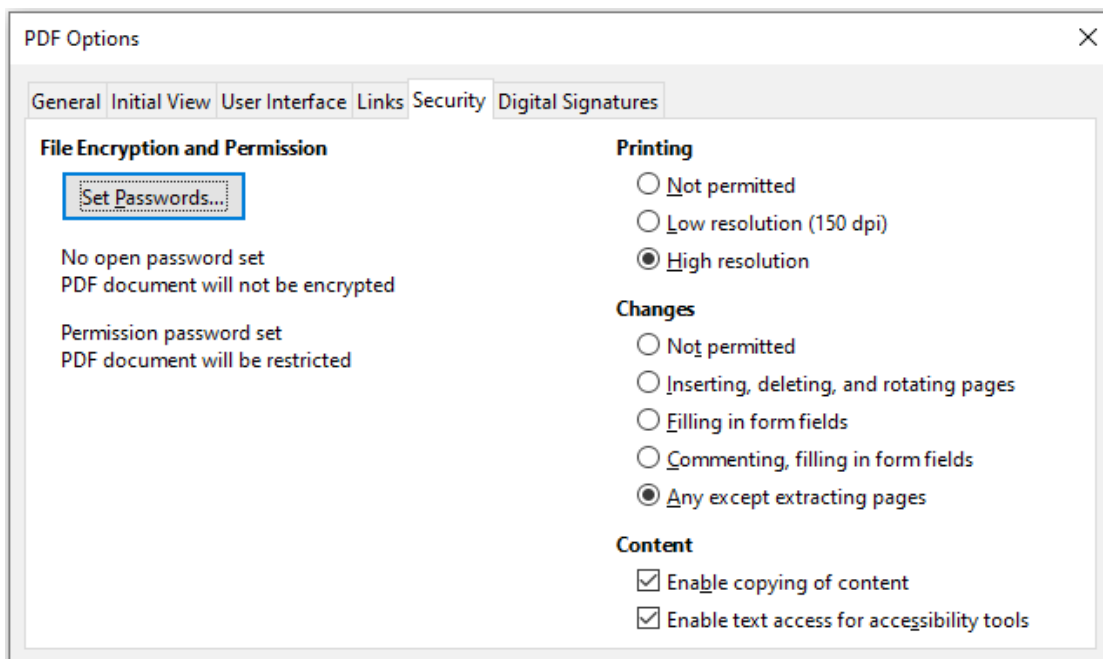 PDF Options
General Initial View User Interface Links Security Digital Signatures
File Encryption and Permission
Set Passwords...
No open password set
PDF document will not be encrypted
Permission password set
PDF document will be restricted
Printing
Not permitted
Low resolution (150 dpi)
High resolution
Changes
Not permitted
Inserting, deleting, and rotating pages
Filling in form fields
Commenting, filling in form fields
Any except extracting pages
Content
Enable copying of content
Enable text access for accessibility tools